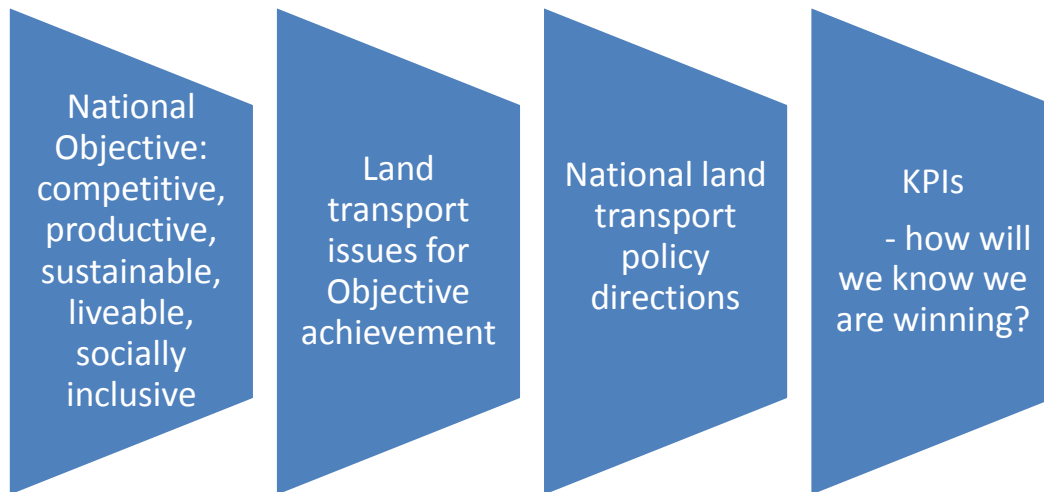 National
Objective:
competitive,
productive,
sustainable,
liveable,
socially
inclusive
Land
transport
issues for
Objective
achievement
National land
transport
policy
directions
KPIs
- how will
we know we
are winning?